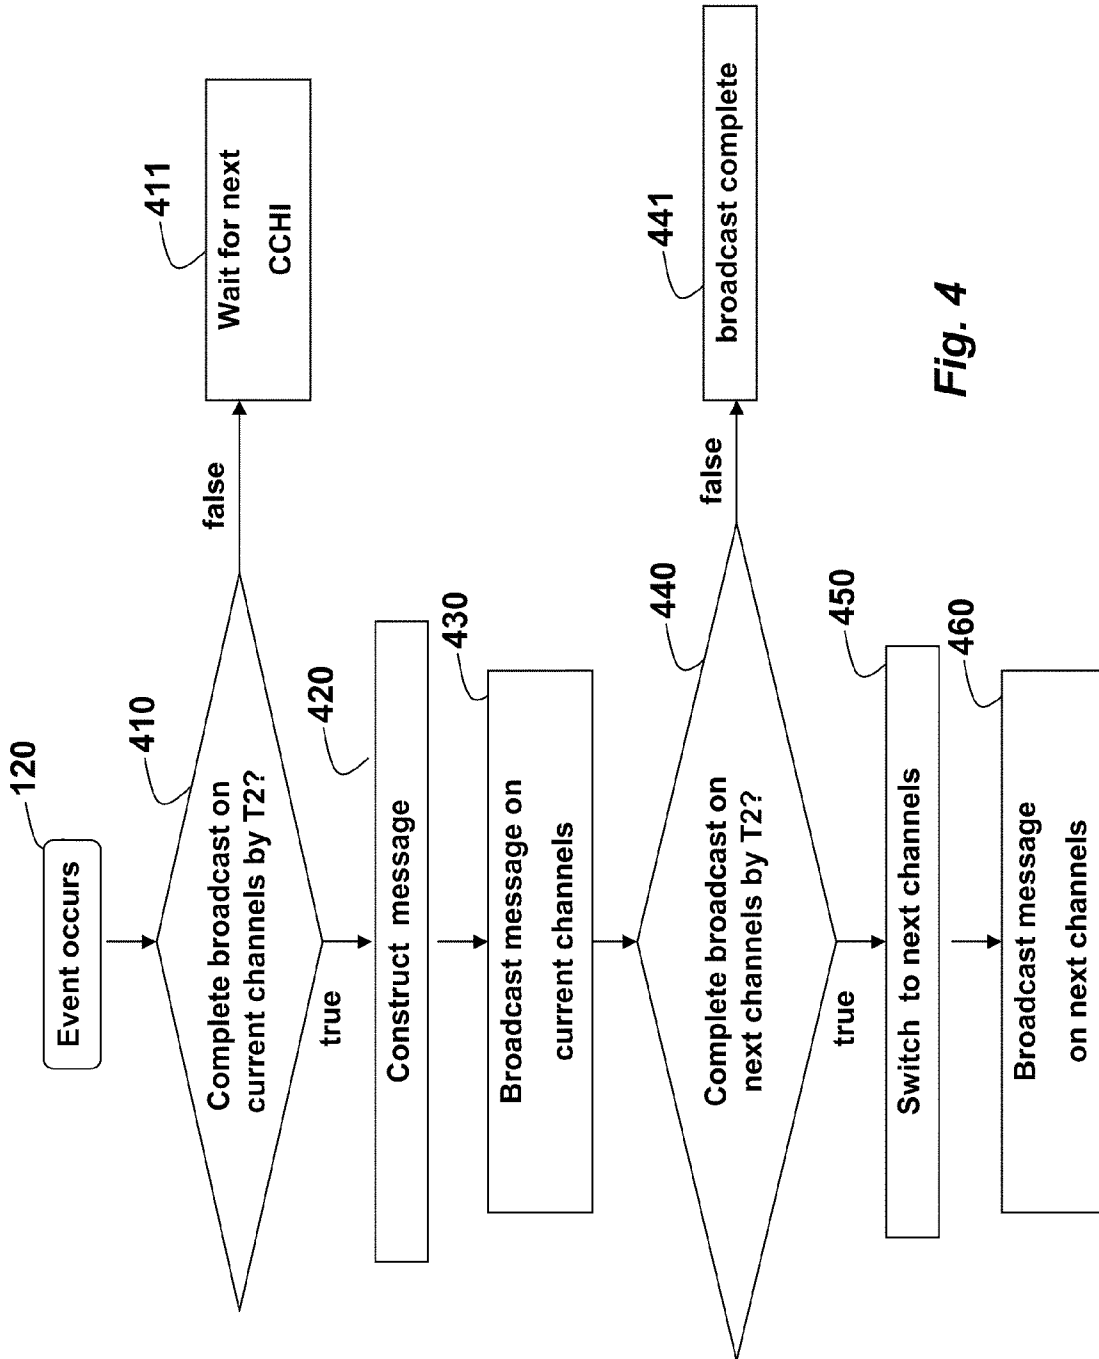 120
Event occurs
410
Complete broadcast on
current channels by T2?
false
411
Wait for next
CCHI
true
420
Construct message
430
Broadcast message on
current channels
440
Complete broadcast on
next channels by T2?
false
441
broadcast complete
true
450
Switch to next channels
460
Broadcast message
on next channels
Fig. 4